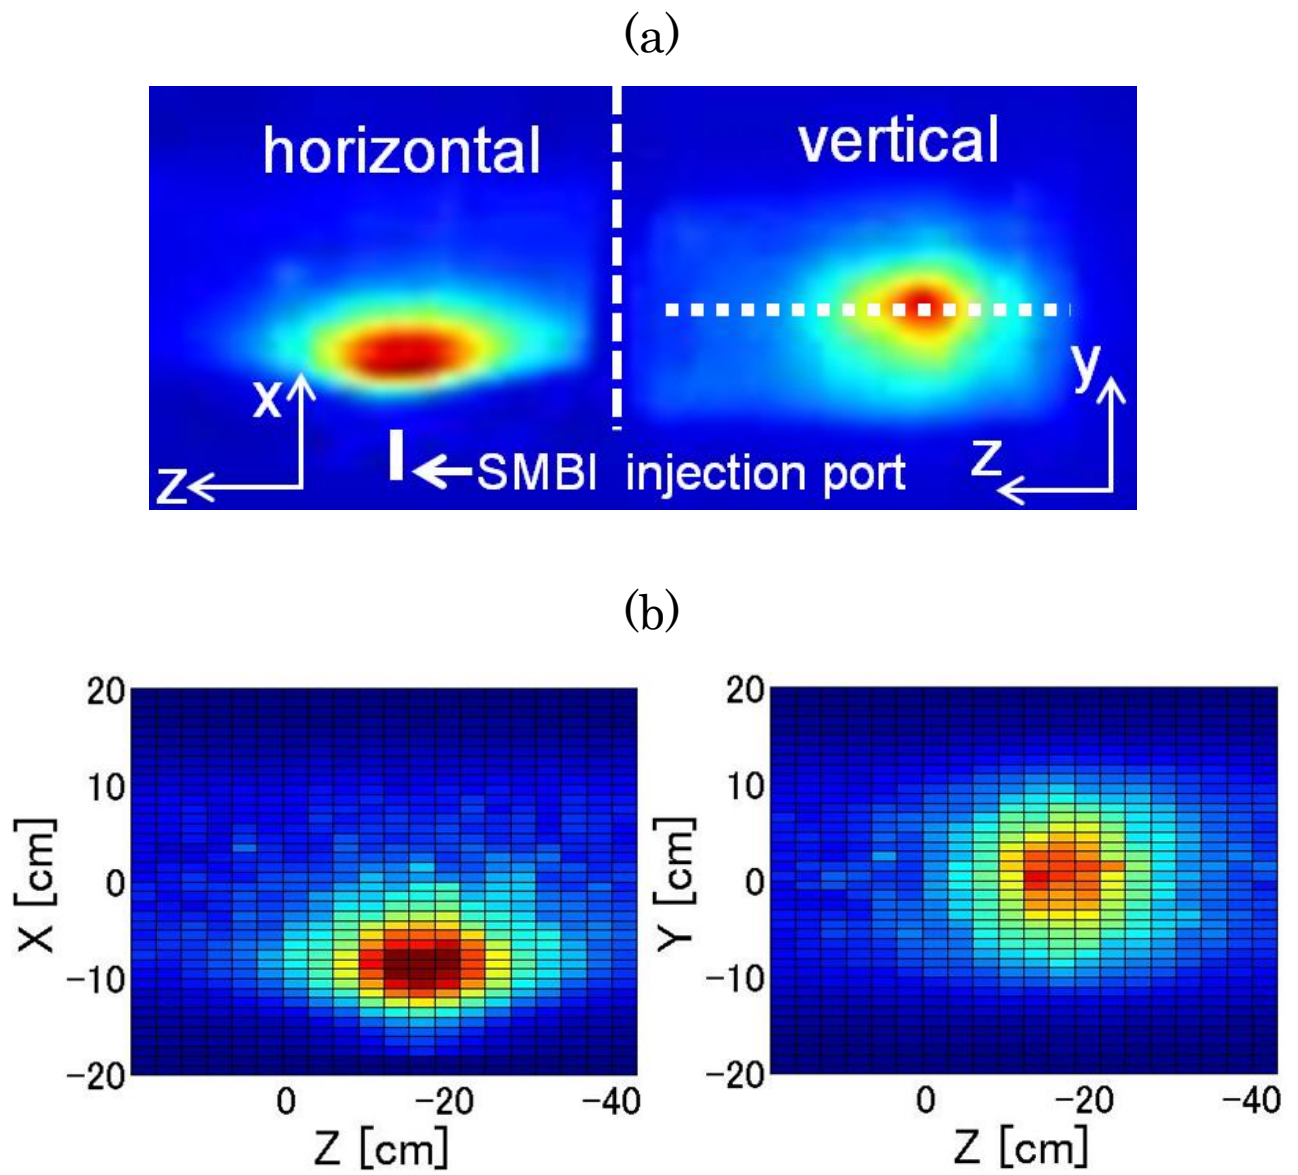 (a)
horizontal
vertical
x
z
SMBI injection port
y
z
(b)
20
10
0
−10
−20
X [cm]
0
−20
−40
Z [cm]
20
10
0
−10
−20
Y [cm]
0
−20
−40
Z [cm]